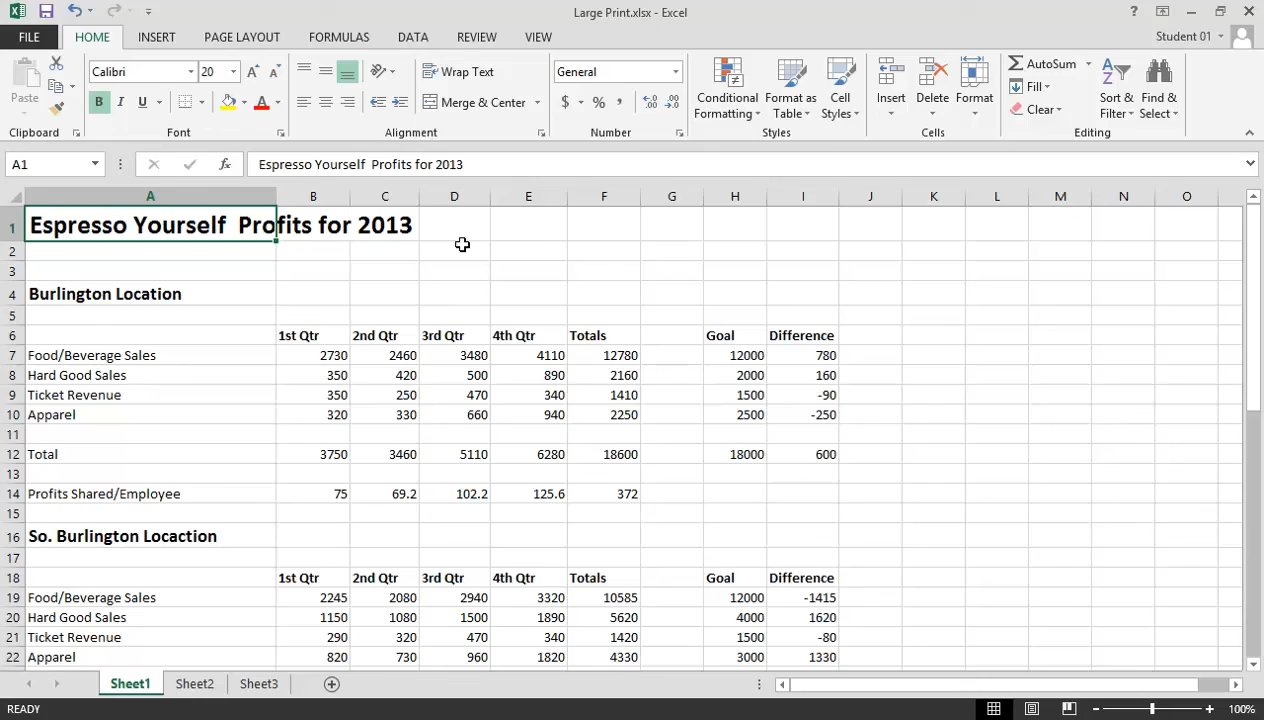 Large Print.xlsx - Excel
FILE HOME INSERT PAGE LAYOUT FORMULAS DATA REVIEW VIEW Student 01
Paste Calibri 20 Wrap Text General Conditional Formatting Format as Table Cell Styles Insert Delete Format AutoSum Fill Clear Sort & Filter Find & Select
B I U A Merge & Center $ % ,
Clipboard Font Alignment Number Styles Cells Editing
A1 fx Espresso Yourself  Profits for 2013
A B C D E F G H I J K L M N O
1 Espresso Yourself  Profits for 2013
2
3
4 Burlington Location
5
6 1st Qtr 2nd Qtr 3rd Qtr 4th Qtr Totals Goal Difference
7 Food/Beverage Sales 2730 2460 3480 4110 12780 12000 780
8 Hard Good Sales 350 420 500 890 2160 2000 160
9 Ticket Revenue 350 250 470 340 1410 1500 -90
10 Apparel 320 330 660 940 2250 2500 -250
11
12 Total 3750 3460 5110 6280 18600 18000 600
13
14 Profits Shared/Employee 75 69.2 102.2 125.6 372
15
16 So. Burlington Locaction
17
18 1st Qtr 2nd Qtr 3rd Qtr 4th Qtr Totals Goal Difference
19 Food/Beverage Sales 2245 2080 2940 3320 10585 12000 -1415
20 Hard Good Sales 1150 1080 1500 1890 5620 4000 1620
21 Ticket Revenue 290 320 470 340 1420 1500 -80
22 Apparel 820 730 960 1820 4330 3000 1330
Sheet1 Sheet2 Sheet3
READY 100%